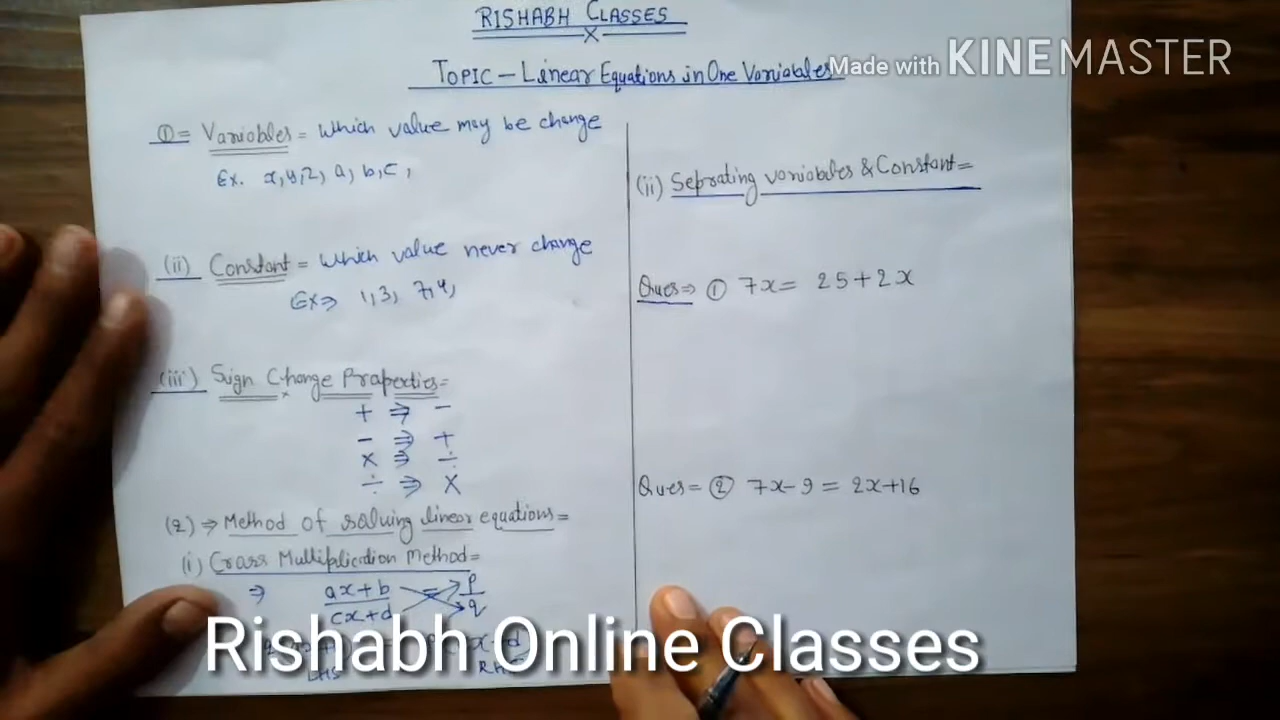 RISHABH CLASSES
TOPIC - Linear Equations in One Variables
Made with KINEMASTER
①= Variables = Which value may be change
Ex. x, y, z, a, b, c,
(ii) Constant = Which value never change
Ex⇒ 1, 3, 7, 4,
(iii) Sign Change Properties=
+ ⇒ -
- ⇒ +
× ⇒ ÷
÷ ⇒ ×
(2) ⇒ Method of solving linear equations=
(i) Cross Multiplication Method=
⇒ ax+b/cx+d = p/q
LHS
(ii) Seprating variables & Constant=
Ques⇒ ① 7x = 25+2x
Ques= ② 7x-9 = 2x+16
Rishabh Online Classes